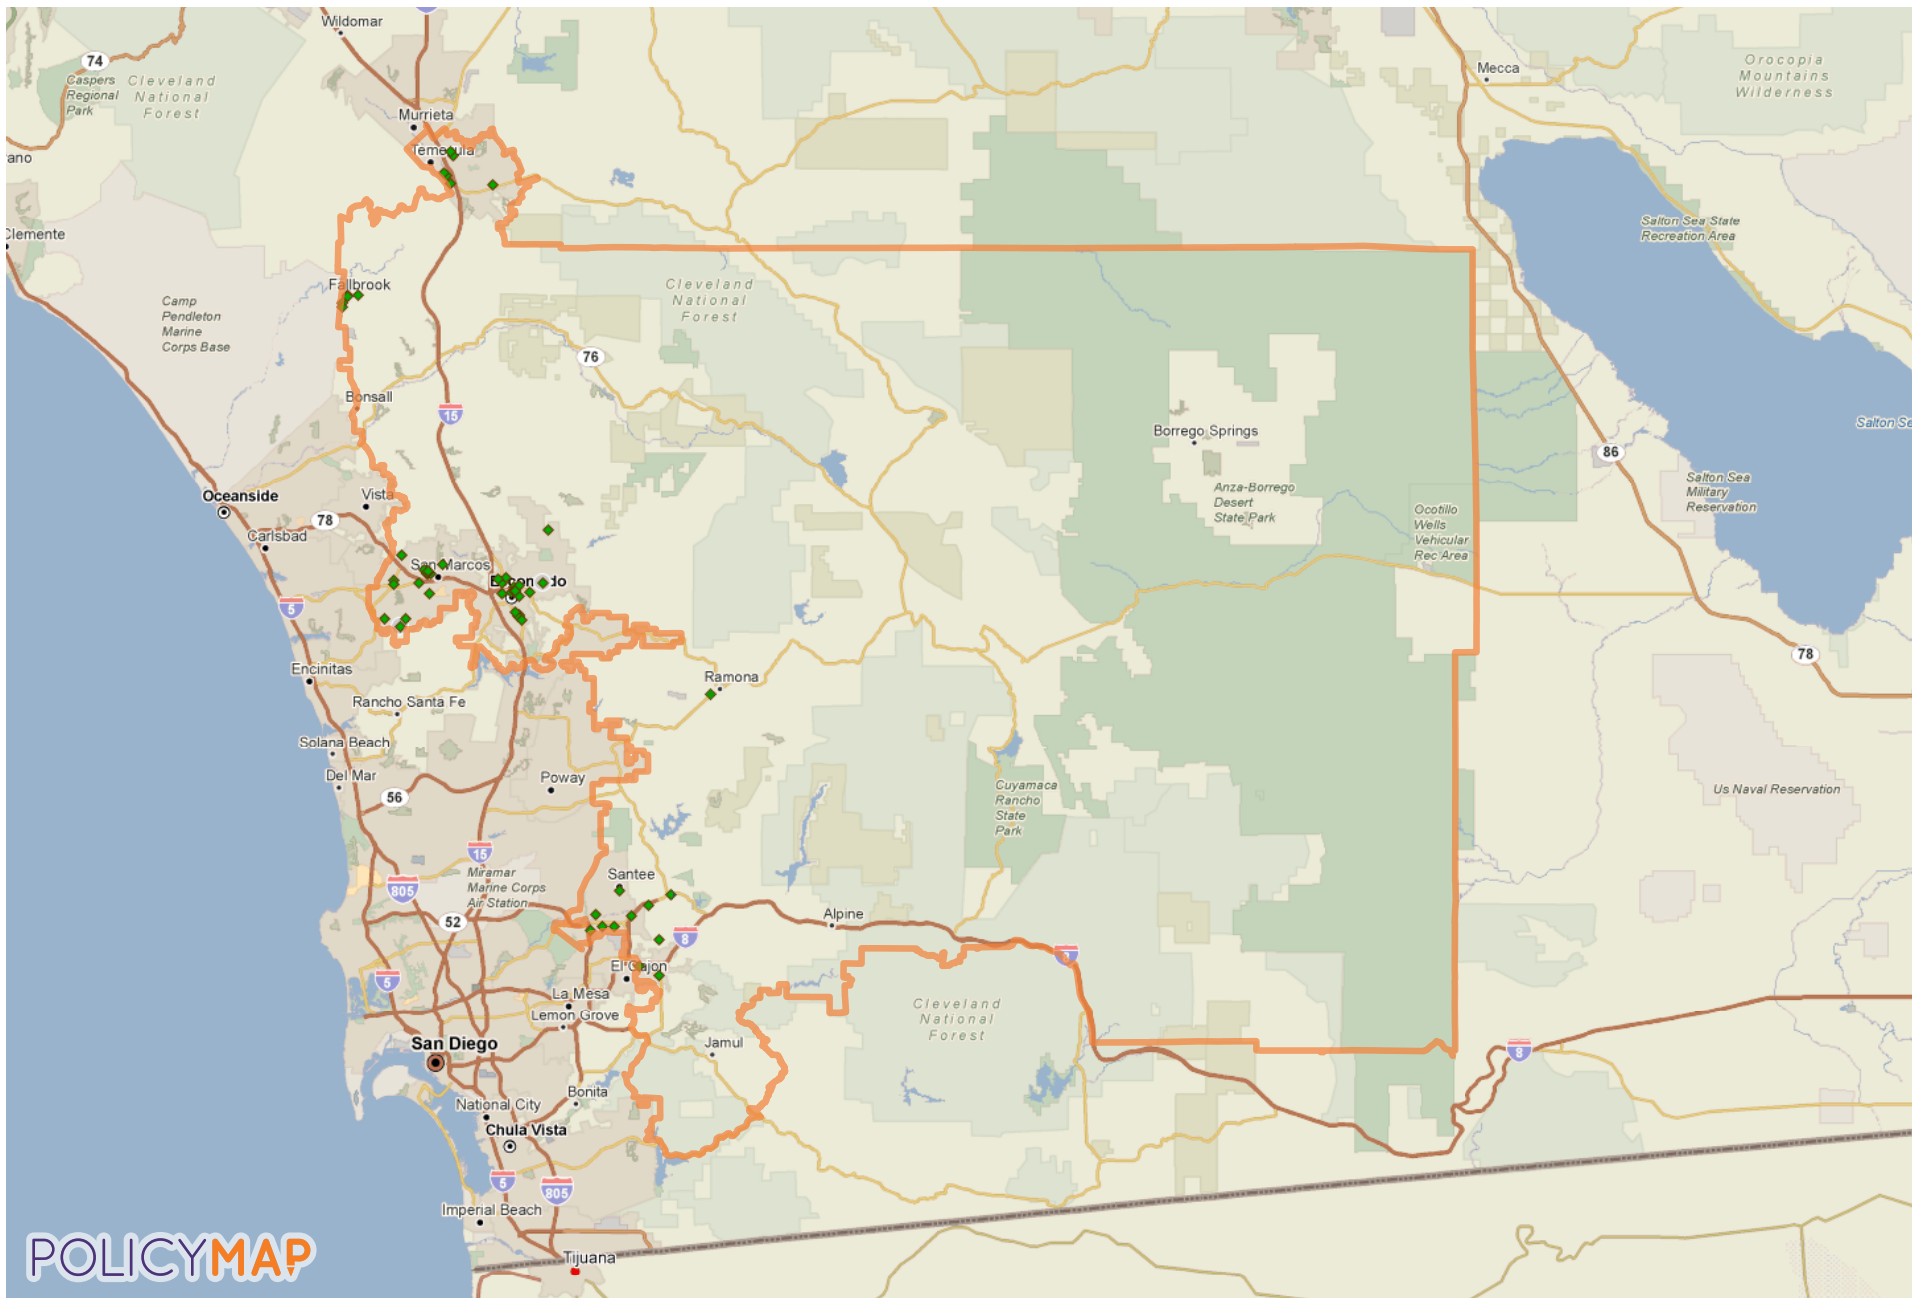 Wildomar
74
Caspers
Regional
Park
Cleveland
National
Forest
Mecca
Orocopia
Mountains
Wilderness
Murrieta
Temecula
rano
Clemente
Salton Sea State
Recreation Area
Fallbrook
Cleveland
National
Forest
Camp
Pendleton
Marine
Corps Base
76
Bonsall
15
Borrego Springs
Salton Se
86
Anza-Borrego
Desert
State Park
Salton Sea
Military
Reservation
Oceanside
Vista
78
Carlsbad
Ocotillo
Wells
Vehicular
Rec Area
San Marcos
Escondido
5
Encinitas
78
Ramona
Rancho Santa Fe
Solana Beach
Del Mar
Poway
56
Cuyamaca
Rancho
State
Park
Us Naval Reservation
15
Miramar
Marine Corps
Air Station
805
Santee
52
Alpine
8
8
5
El Cajon
La Mesa
Lemon Grove
Cleveland
National
Forest
San Diego
Jamul
8
Bonita
National City
Chula Vista
5
805
Imperial Beach
Tijuana
POLICYMAP